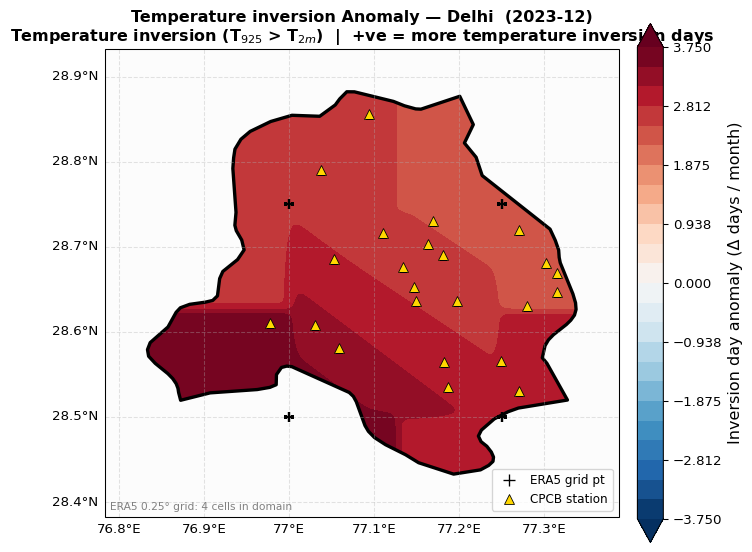 Temperature inversion Anomaly — Delhi  (2023-12)
Temperature inversion (T₉₂₅ > T₂ₘ)  |  +ve = more temperature inversion days
28.9°N
28.8°N
28.7°N
28.6°N
28.5°N
28.4°N
76.8°E
76.9°E
77°E
77.1°E
77.2°E
77.3°E
ERA5 0.25° grid: 4 cells in domain
ERA5 grid pt
CPCB station
3.750
2.812
1.875
0.938
0.000
−0.938
−1.875
−2.812
−3.750
Inversion day anomaly (Δ days / month)